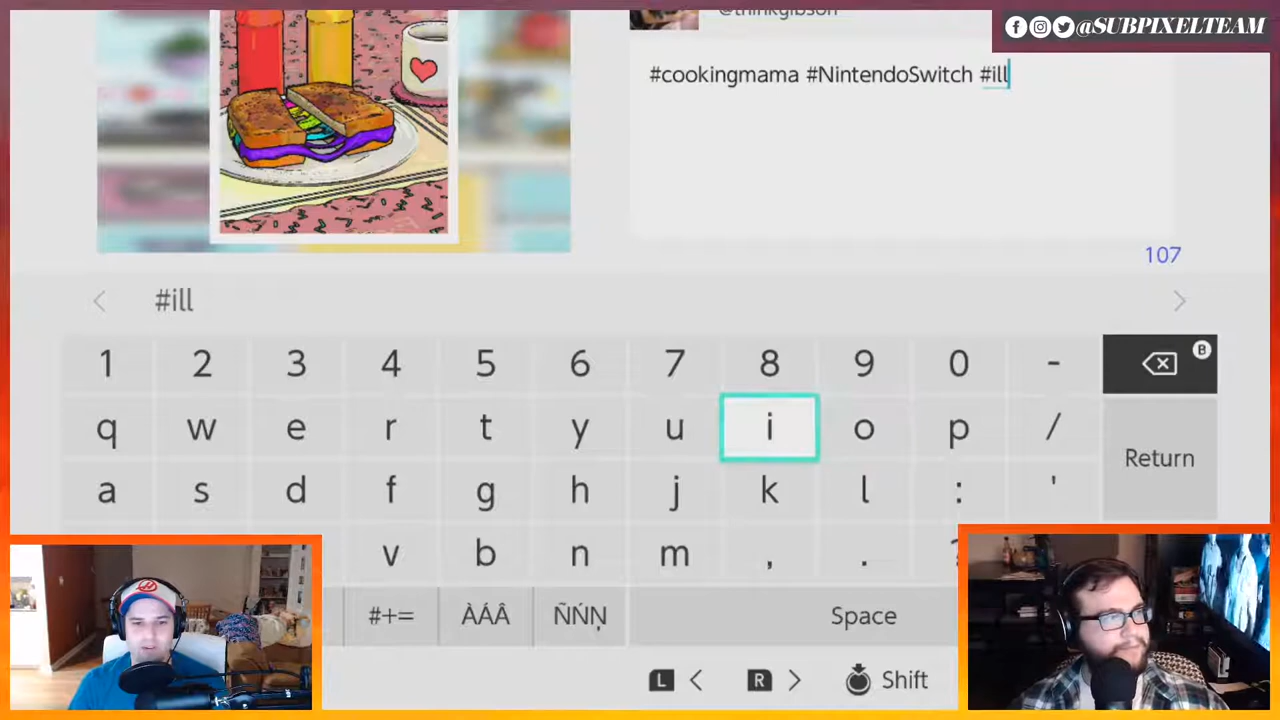 @thinkgibson
@SUBPIXELTEAM
#cookingmama #NintendoSwitch #ill
107
< #ill >
1 2 3 4 5 6 7 8 9 0 -
B
q w e r t y u i o p /
Return
a s d f g h j k l : '
v b n m , .
#+= ÀÁÂ ÑŃŅ Space
L < R > Shift